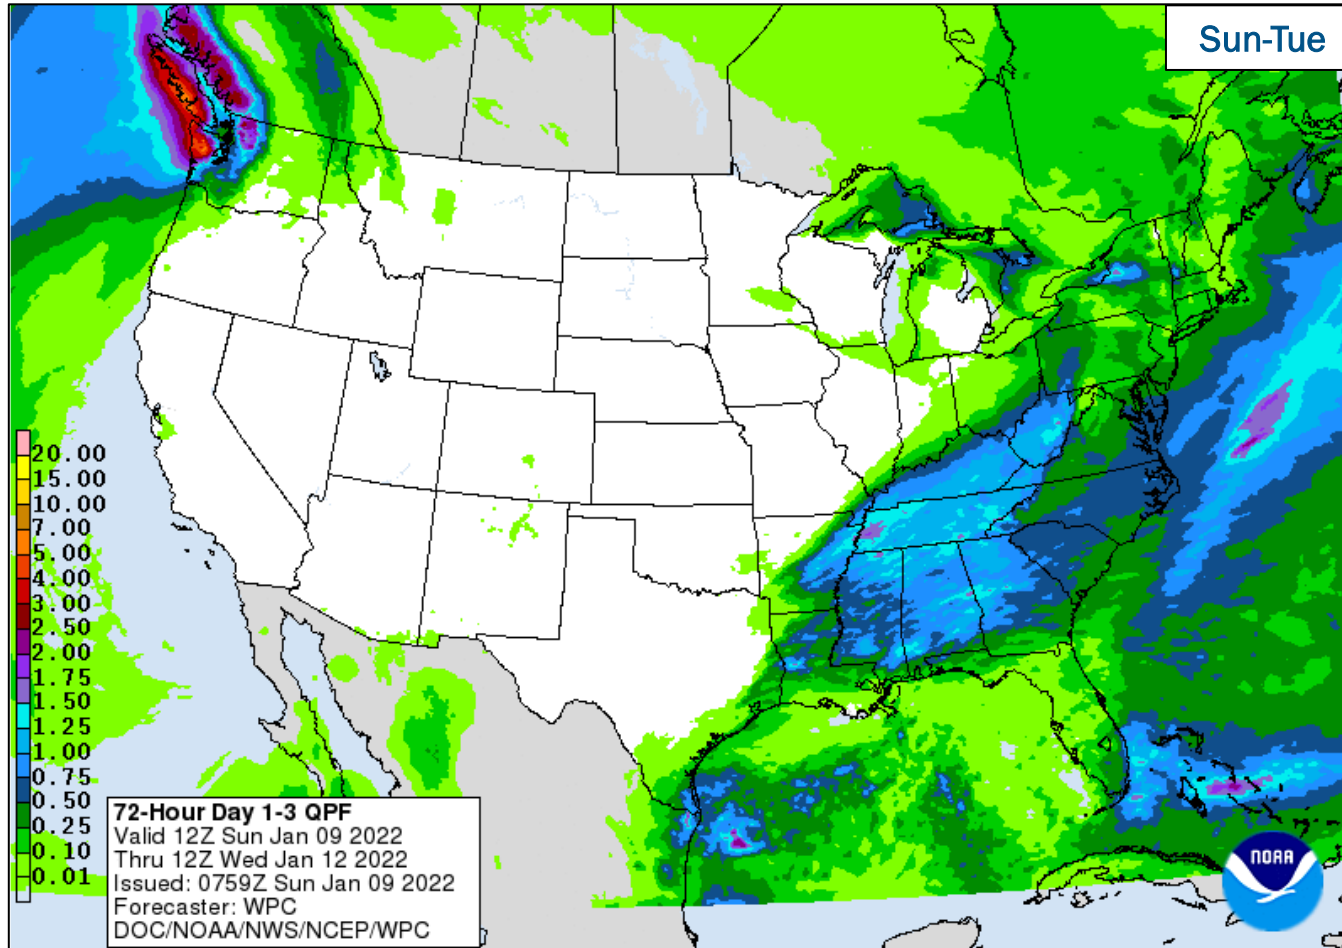 Sun-Tue
20.00
15.00
10.00
7.00
5.00
4.00
3.00
2.50
2.00
1.75
1.50
1.25
1.00
0.75
0.50
0.25
0.10
0.01
72-Hour Day 1-3 QPF
Valid 12Z Sun Jan 09 2022
Thru 12Z Wed Jan 12 2022
Issued: 0759Z Sun Jan 09 2022
Forecaster: WPC
DOC/NOAA/NWS/NCEP/WPC
NOAA